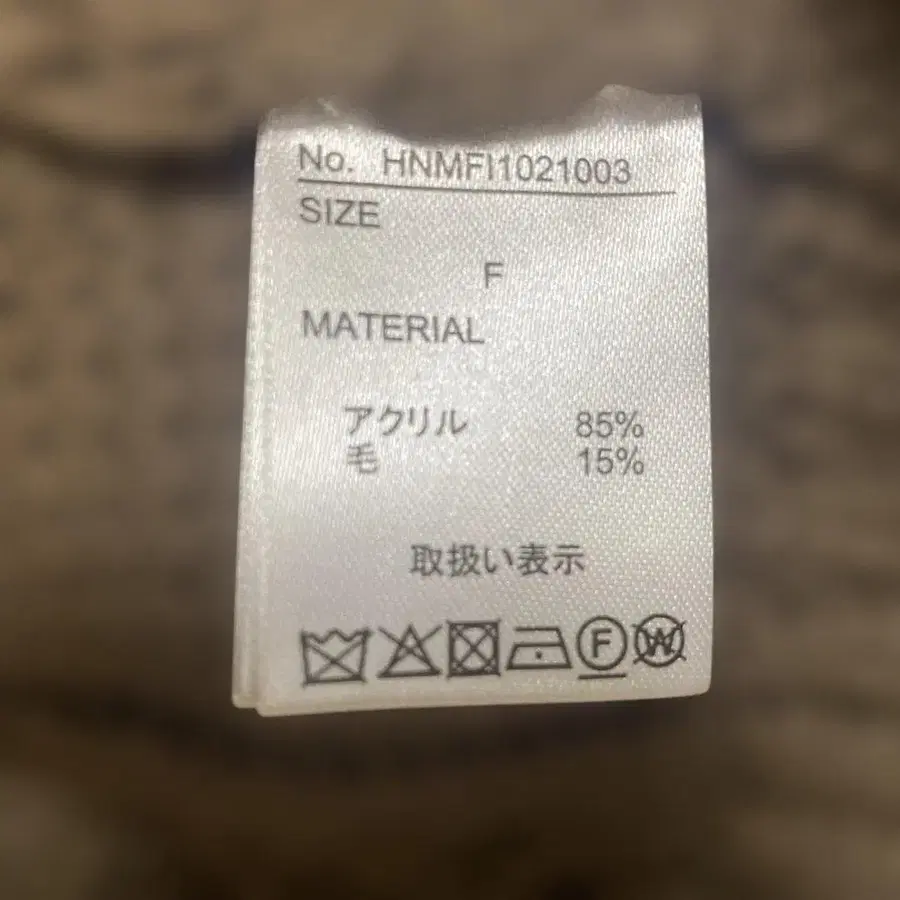 No. HNMFI1021003
SIZE
F
MATERIAL
アクリル 85%
毛 15%
取扱い表示
F W